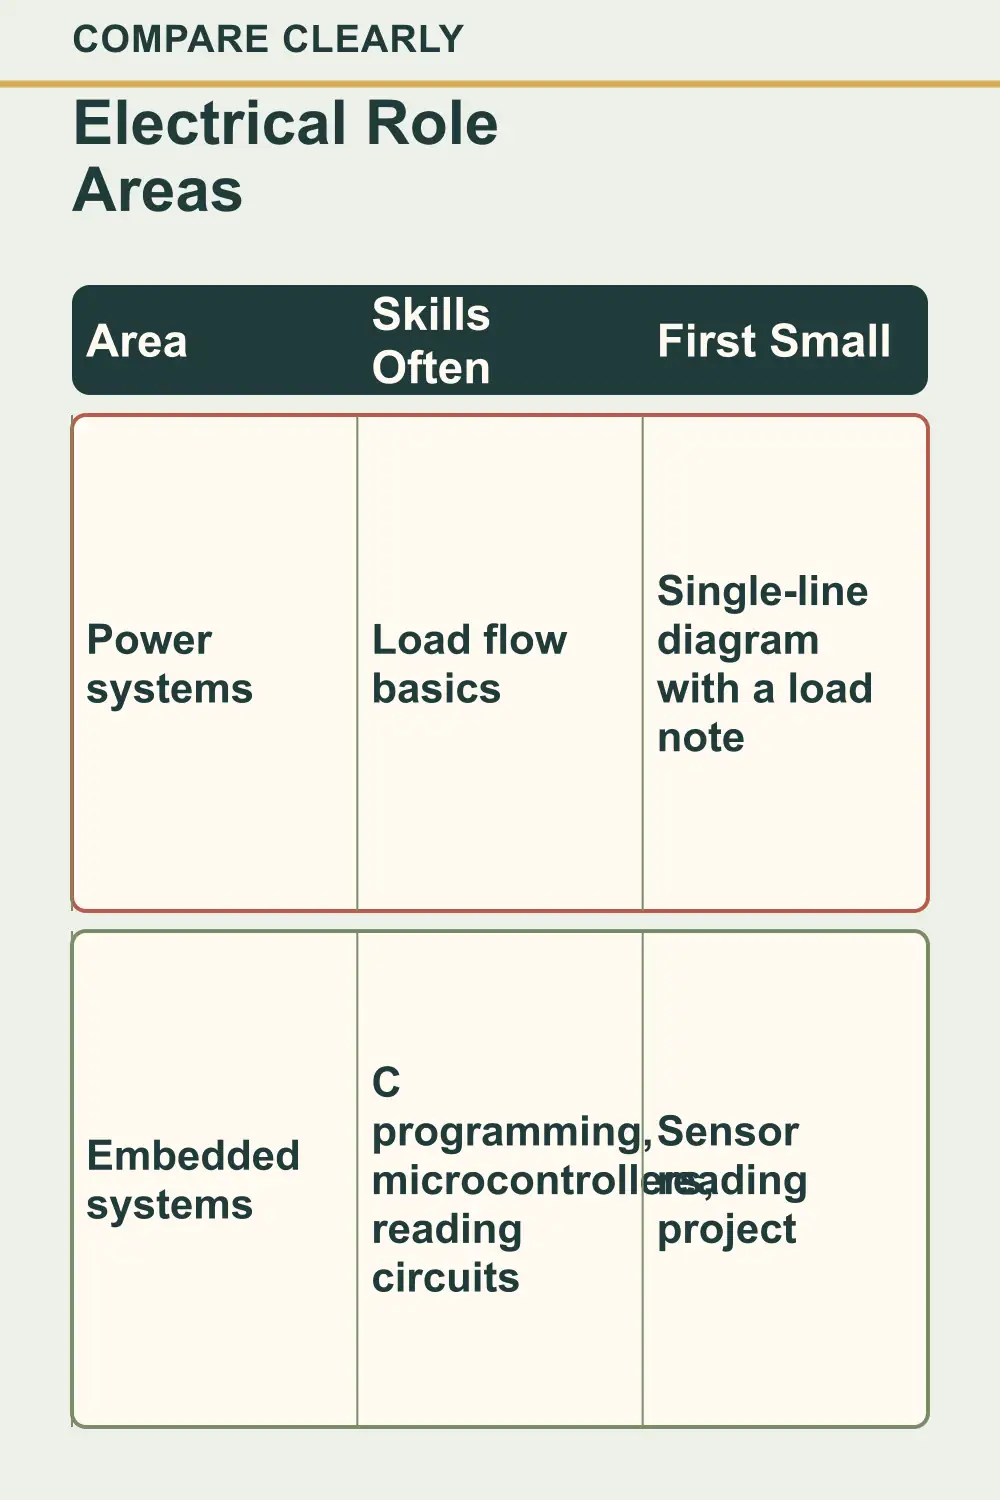 COMPARE CLEARLY
Electrical Role
Areas
Area
Skills
Often
First Small
Power
systems
Load flow
basics
Single-line
diagram
with a load
note
Embedded
systems
C
programming,
microcontrollers,
reading
circuits
Sensor
reading
project